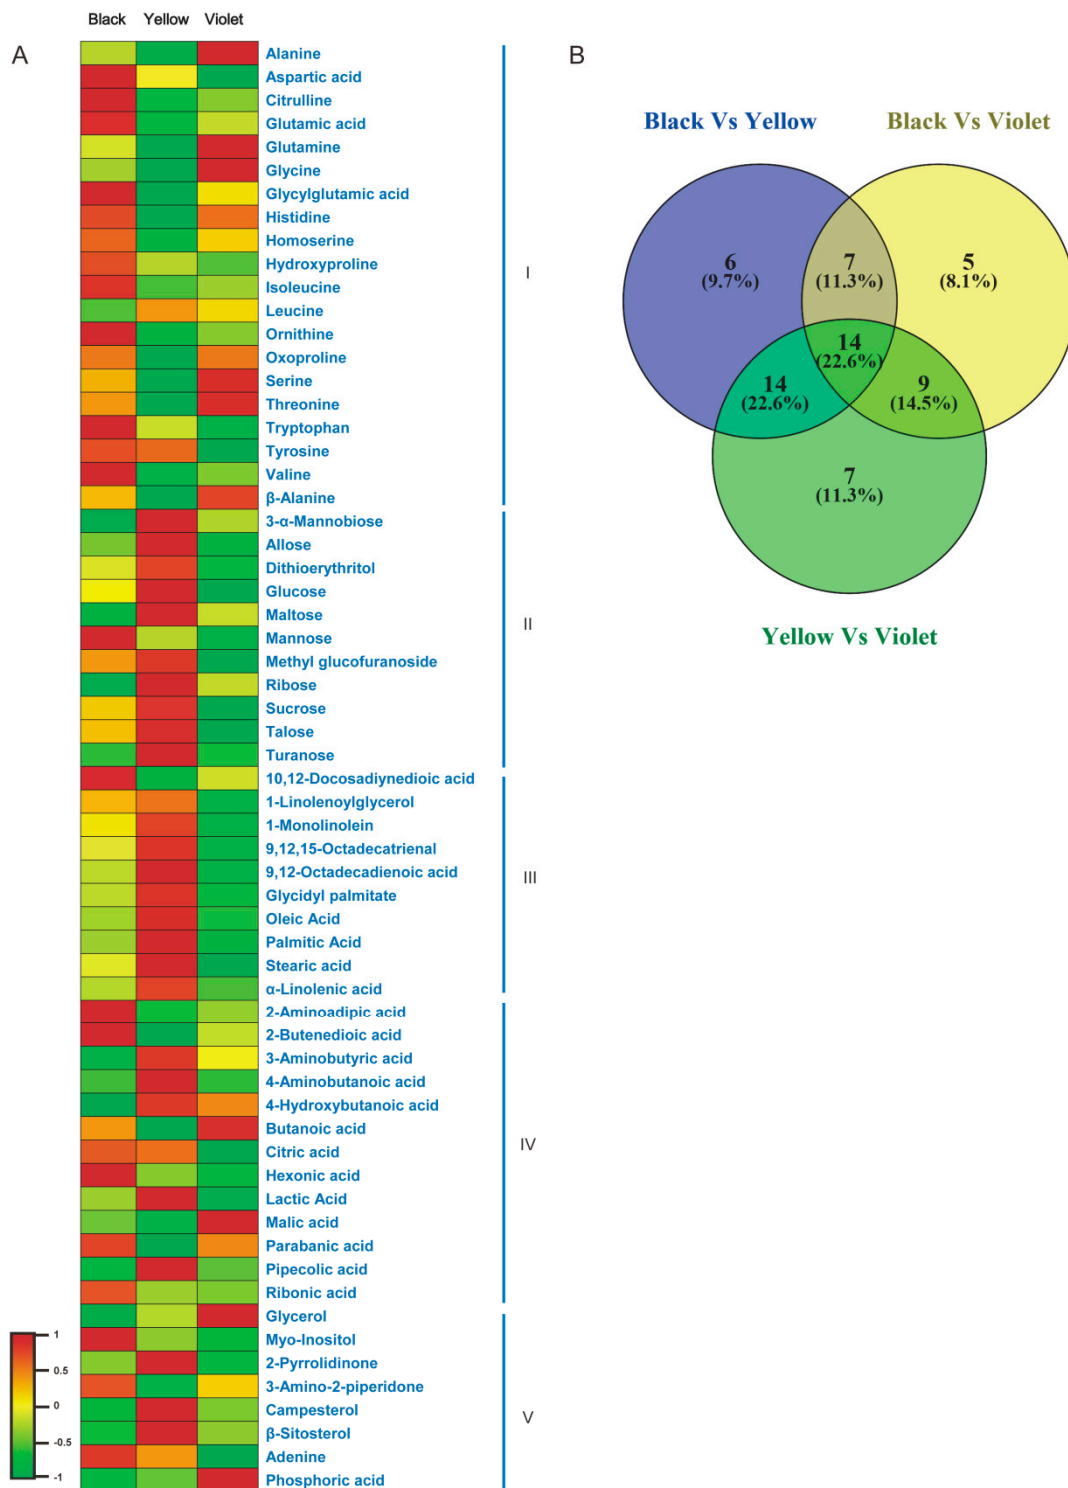 Black Yellow Violet
A
Alanine
Aspartic acid
Citrulline
Glutamic acid
Glutamine
Glycine
Glycylglutamic acid
Histidine
Homoserine
Hydroxyproline
Isoleucine
Leucine
Ornithine
Oxoproline
Serine
Threonine
Tryptophan
Tyrosine
Valine
β-Alanine
I
3-α-Mannobiose
Allose
Dithioerythritol
Glucose
Maltose
Mannose
Methyl glucofuranoside
Ribose
Sucrose
Talose
Turanose
II
10,12-Docosadiynedioic acid
1-Linolenoylglycerol
1-Monolinolein
9,12,15-Octadecatrienal
9,12-Octadecadienoic acid
Glycidyl palmitate
Oleic Acid
Palmitic Acid
Stearic acid
α-Linolenic acid
III
2-Aminoadipic acid
2-Butenedioic acid
3-Aminobutyric acid
4-Aminobutanoic acid
4-Hydroxybutanoic acid
Butanoic acid
Citric acid
Hexonic acid
Lactic Acid
Malic acid
Parabanic acid
Pipecolic acid
Ribonic acid
IV
Glycerol
Myo-Inositol
2-Pyrrolidinone
3-Amino-2-piperidone
Campesterol
β-Sitosterol
Adenine
Phosphoric acid
V
1
0.5
0
-0.5
-1
B
Black Vs Yellow
Black Vs Violet
6
(9.7%)
7
(11.3%)
5
(8.1%)
14
(22.6%)
14
(22.6%)
9
(14.5%)
7
(11.3%)
Yellow Vs Violet